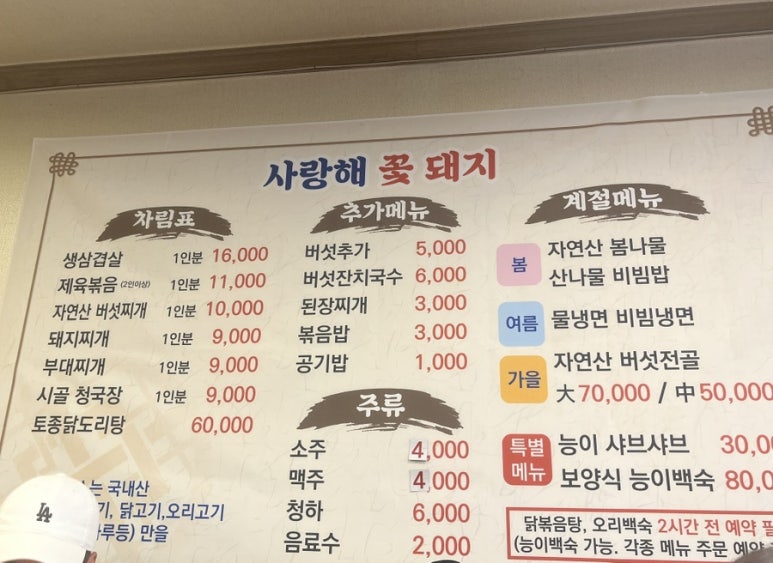 사랑해 꽃 돼지
차림표
생삼겹살 1인분 16,000
제육볶음 (2인이상) 1인분 11,000
자연산 버섯찌개 1인분 10,000
돼지찌개 1인분 9,000
부대찌개 1인분 9,000
시골 청국장 1인분 9,000
토종닭도리탕 60,000
는 국내산
닭고기,오리고기
만을
추가메뉴
버섯추가 5,000
버섯잔치국수 6,000
된장찌개 3,000
볶음밥 3,000
공기밥 1,000
주류
소주 4,000
맥주 4,000
청하 6,000
음료수 2,000
계절메뉴
봄 자연산 봄나물
산나물 비빔밥
여름 물냉면 비빔냉면
가을 자연산 버섯전골
大 70,000 / 中 50,000
특별
메뉴
능이 샤브샤브
보양식 능이백숙
닭볶음탕, 오리백숙 2시간 전 예약
(능이백숙 가능. 각종 메뉴 주문 예약
LA